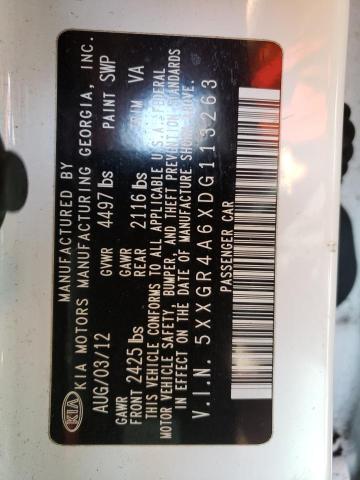 MANUFACTURED BY
KIA KIA MOTORS MANUFACTURING GEORGIA, INC.
AUG/03/12 GVWR 4497 lbs PAINT SWP
GAWR GAWR TRIM VA
FRONT 2425 lbs REAR 2116 lbs
THIS VEHICLE CONFORMS TO ALL APPLICABLE U.S.A. FEDERAL
MOTOR VEHICLE SAFETY, BUMPER, AND THEFT PREVENTION STANDARDS
IN EFFECT ON THE DATE OF MANUFACTURE SHOWN ABOVE.
V.I.N. 5XXGR4A6XDG113263
PASSENGER CAR